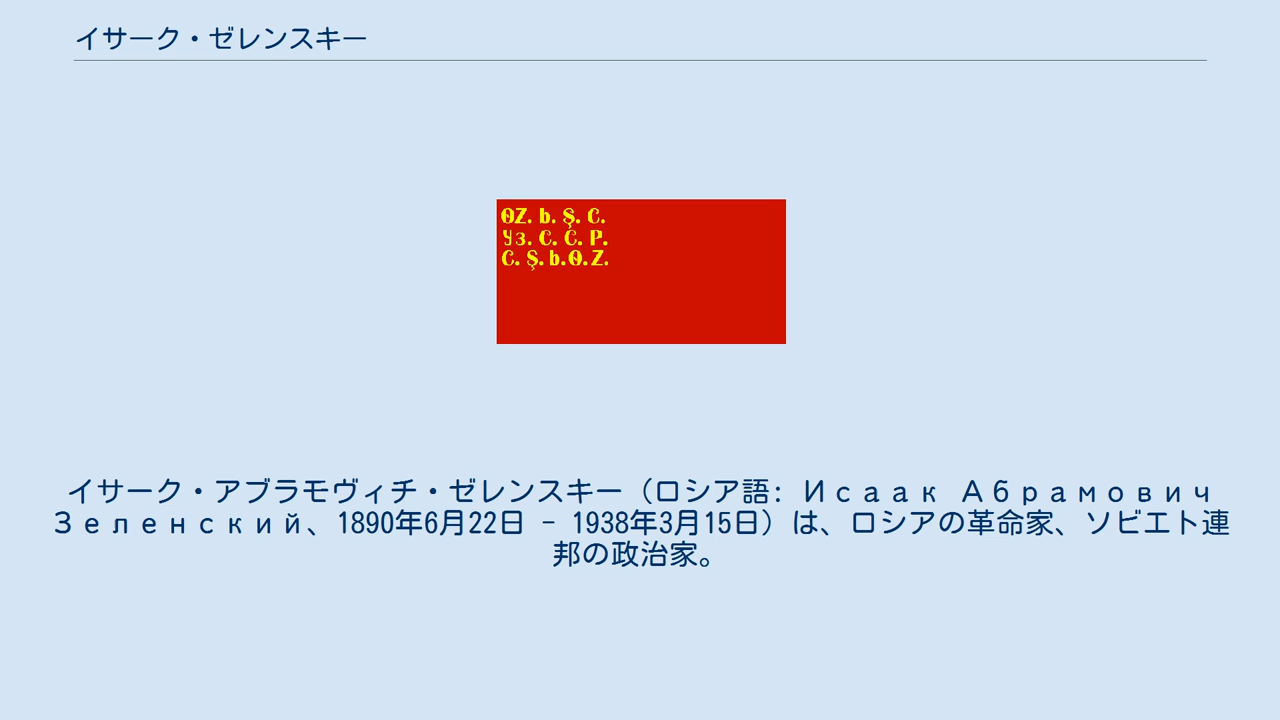 イサーク・ゼレンスキー
ɵZ. b. Ş. C.
Уз. C. C. P.
C. Ş. b. ɵ. Z.
イサーク・アブラモヴィチ・ゼレンスキー（ロシア語: Исаак Абрамович
Зеленский、1890年6月22日 - 1938年3月15日）は、ロシアの革命家、ソビエト連
邦の政治家。